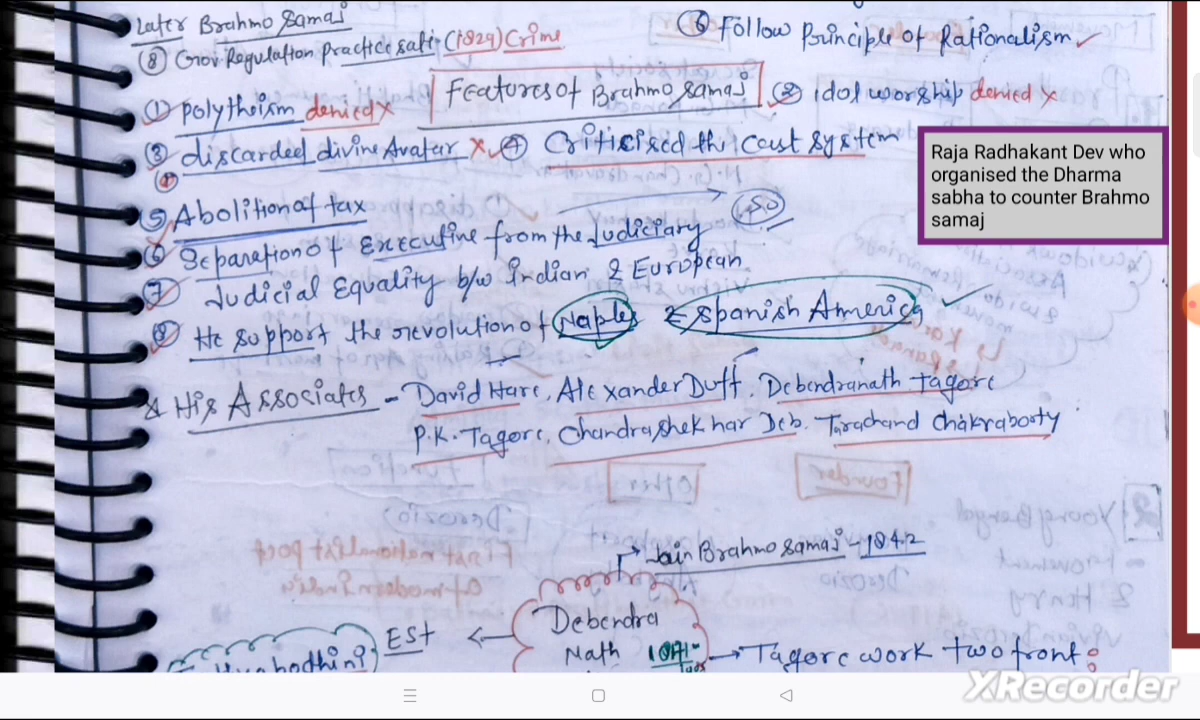 Later Brahmo Samaj
⑧ Gov. Regulation Practice sati-(1829) Crime
⑥ Follow Principle of Rationalism ✓
Features of Brahmo Samaj
① polythism denied x
② idol worship denied x
③ discarded divine Avatar x
④ Criticised the cast system
⑤ Abolition of tax
⑥ Separation of Executine from the Judiciary
⑦ Judicial Equality b/w Indian & European
⑧ He support the revolution of Naples & Spanish America
Raja Radhakant Dev who
organised the Dharma
sabha to counter Brahmo
samaj
His Associates - David Hare, Alexander Duff. Debendranath tagore
P.K. Tagore, Chandrashekhar Deb. Tarachand Chakraborty
Join Brahmo Samaj - 1842
Debendra
Nath
ESt
Tagore work two front:
XRecorder